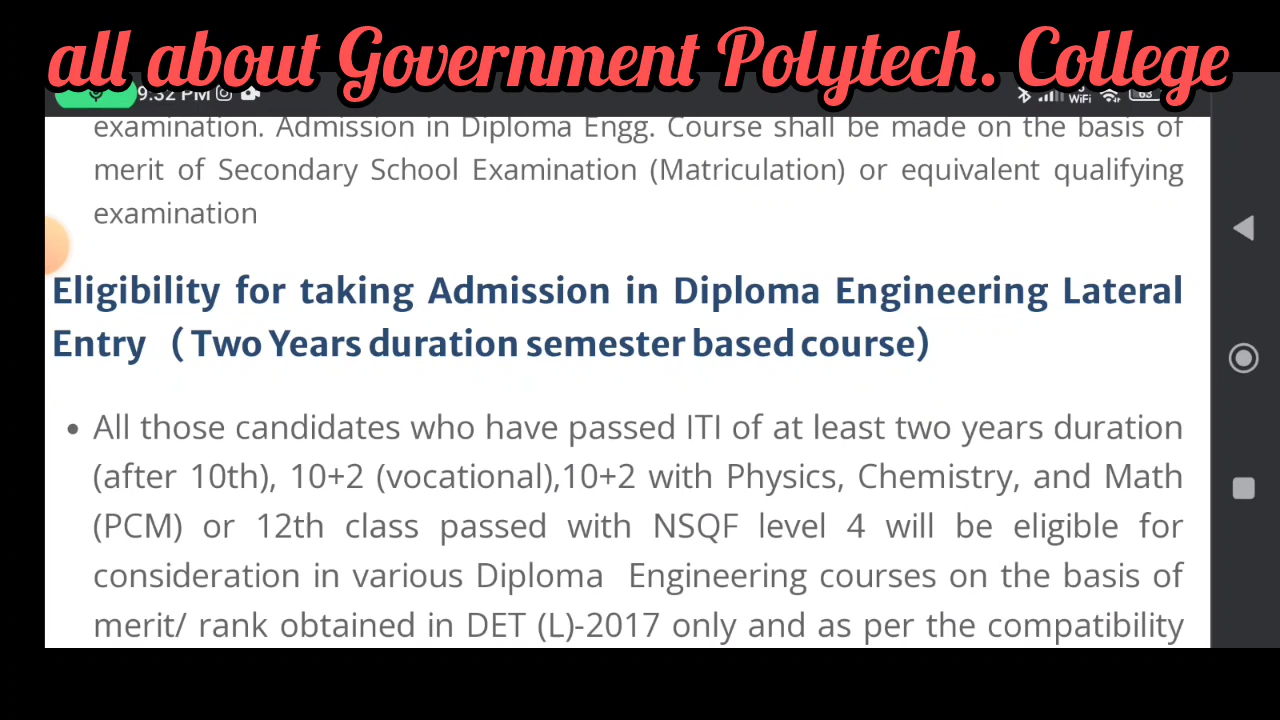 all about Government Polytech. College
9:32 PM
WiFi 63
examination. Admission in Diploma Engg. Course shall be made on the basis of
merit of Secondary School Examination (Matriculation) or equivalent qualifying
examination
Eligibility for taking Admission in Diploma Engineering Lateral
Entry ( Two Years duration semester based course)
• All those candidates who have passed ITI of at least two years duration
(after 10th), 10+2 (vocational),10+2 with Physics, Chemistry, and Math
(PCM) or 12th class passed with NSQF level 4 will be eligible for
consideration in various Diploma Engineering courses on the basis of
merit/ rank obtained in DET (L)-2017 only and as per the compatibility